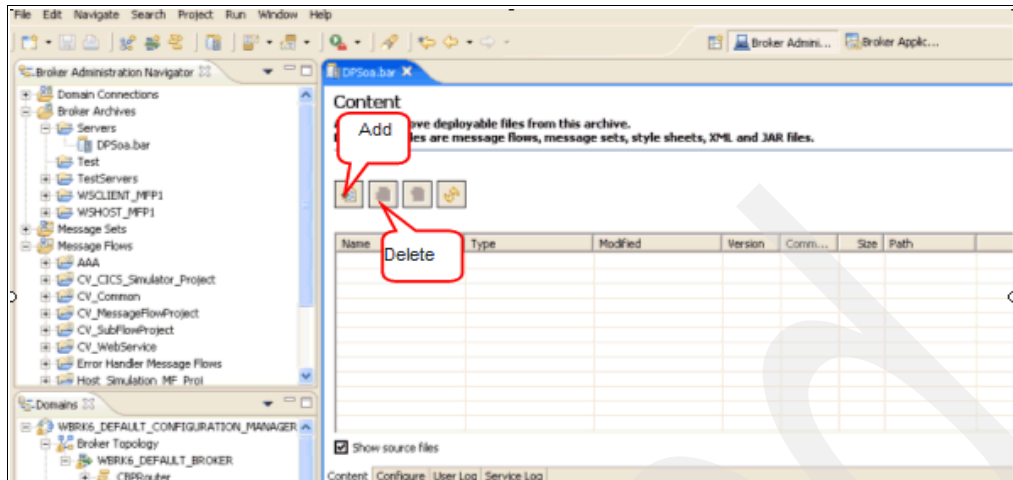 File Edit Navigate Search Project Run Window Help
Broker Admini... Broker Applic...
Broker Administration Navigator
Domain Connections
Broker Archives
Servers
DPSoa.bar
Test
TestServers
WSCLIENT_MFP1
WSHOST_MFP1
Message Sets
Message Flows
AAA
CV_CICS_Simulator_Project
CV_Common
CV_MessageFlowProject
CV_SubFlowProject
CV_WebService
Error Handler Message Flows
Host_Simulation_MF_Proj
Domains
WBRK6_DEFAULT_CONFIGURATION_MANAGER
Broker Topology
WBRK6_DEFAULT_BROKER
CBPRouter
DPSoa.bar
Content
ove deployable files from this archive.
les are message flows, message sets, style sheets, XML and JAR files.
Add
Delete
Name Type Modified Version Comm... Size Path
Show source files
Content Configure User Log Service Log